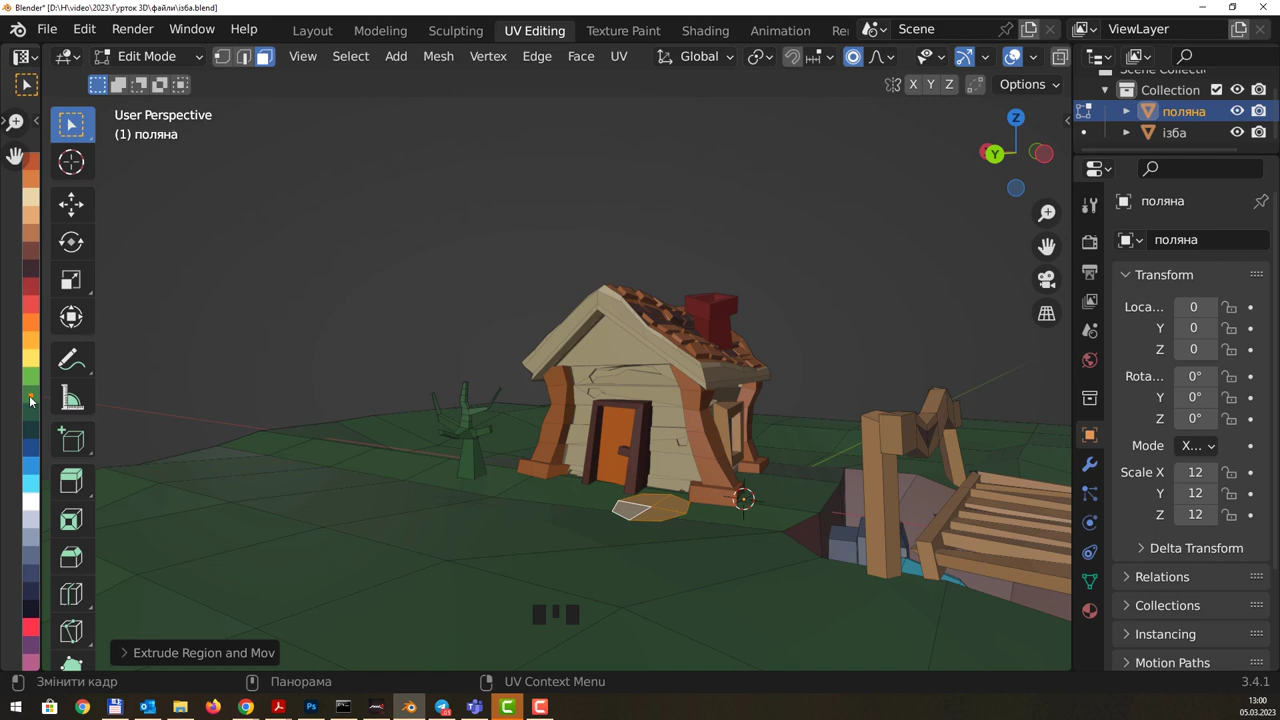 Blender* [D:\H\video\2023\Гурток 3D\файли\ізба.blend]
File Edit Render Window Help Layout Modeling Sculpting UV Editing Texture Paint Shading Animation Scene ViewLayer
Edit Mode View Select Add Mesh Vertex Edge Face UV Global
X Y Z Options
User Perspective
(1) поляна
Z
Y
Collection
поляна
ізба
поляна
поляна
Transform
Loca... 0
Y 0
Z 0
Rota... 0°
Y 0°
Z 0°
Mode X...
Scale X 12
Y 12
Z 12
Delta Transform
Relations
Collections
Instancing
Motion Paths
Extrude Region and Mov
Змінити кадр Панорама UV Context Menu 3.4.1
13:00
05.03.2023